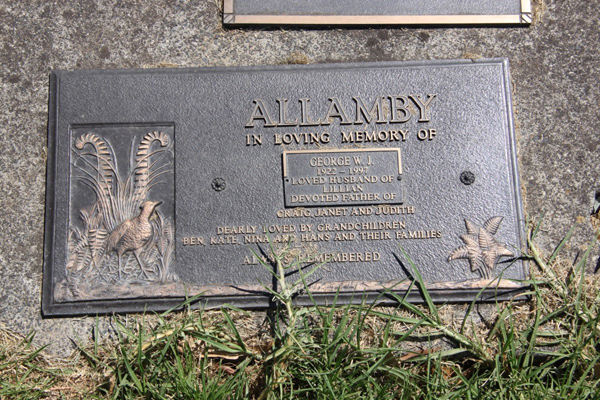 ALLAMBY
IN LOVING MEMORY OF
GEORGE W. J.
1922 – 1997
LOVED HUSBAND OF
LILLIAN
DEVOTED FATHER OF
CRAIG, JANET AND JUDITH
DEARLY LOVED BY GRANDCHILDREN
BEN, KATE, NINA AND HANS AND THEIR FAMILIES
REMEMBERED